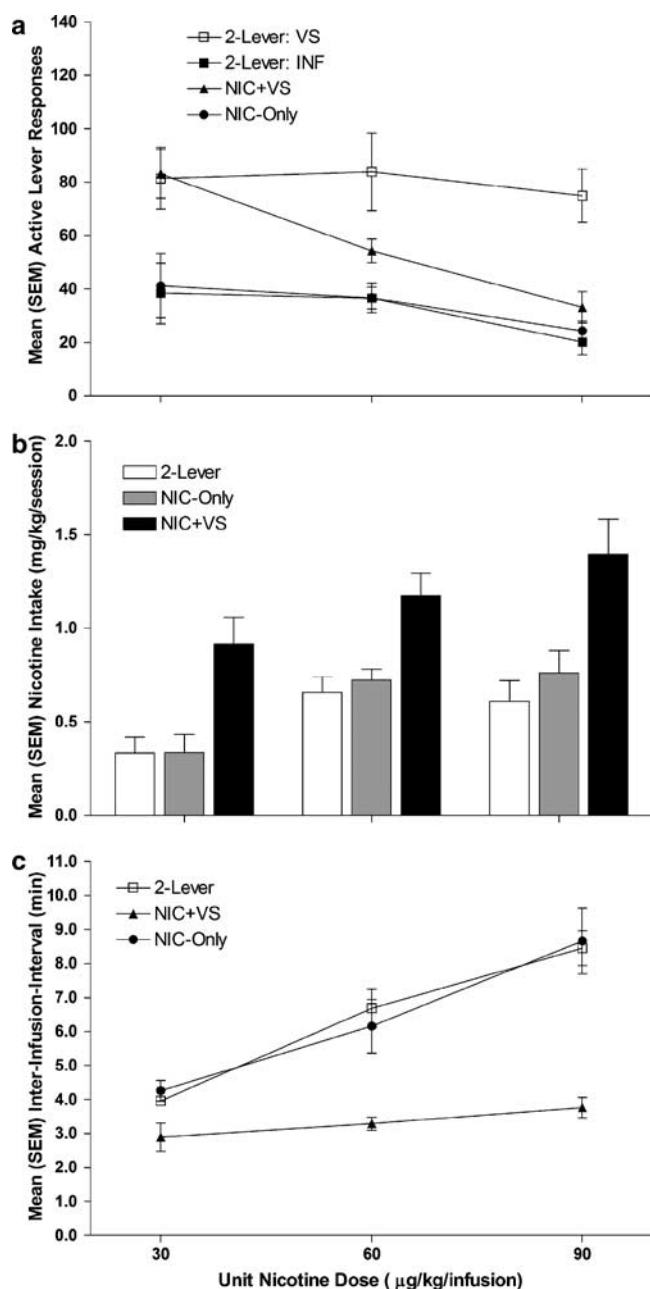 a
Mean (SEM) Active Lever Responses
140
120
100
80
60
40
20
0
2-Lever: VS
2-Lever: INF
NIC+VS
NIC-Only
b
Mean (SEM) Nicotine Intake (mg/kg/session)
2.0
1.5
1.0
0.5
0.0
2-Lever
NIC-Only
NIC+VS
c
Mean (SEM) Inter-Infusion-Interval (min)
11.0
10.0
9.0
8.0
7.0
6.0
5.0
4.0
3.0
2.0
1.0
0.0
2-Lever
NIC+VS
NIC-Only
30 60 90
Unit Nicotine Dose ( μg/kg/infusion)